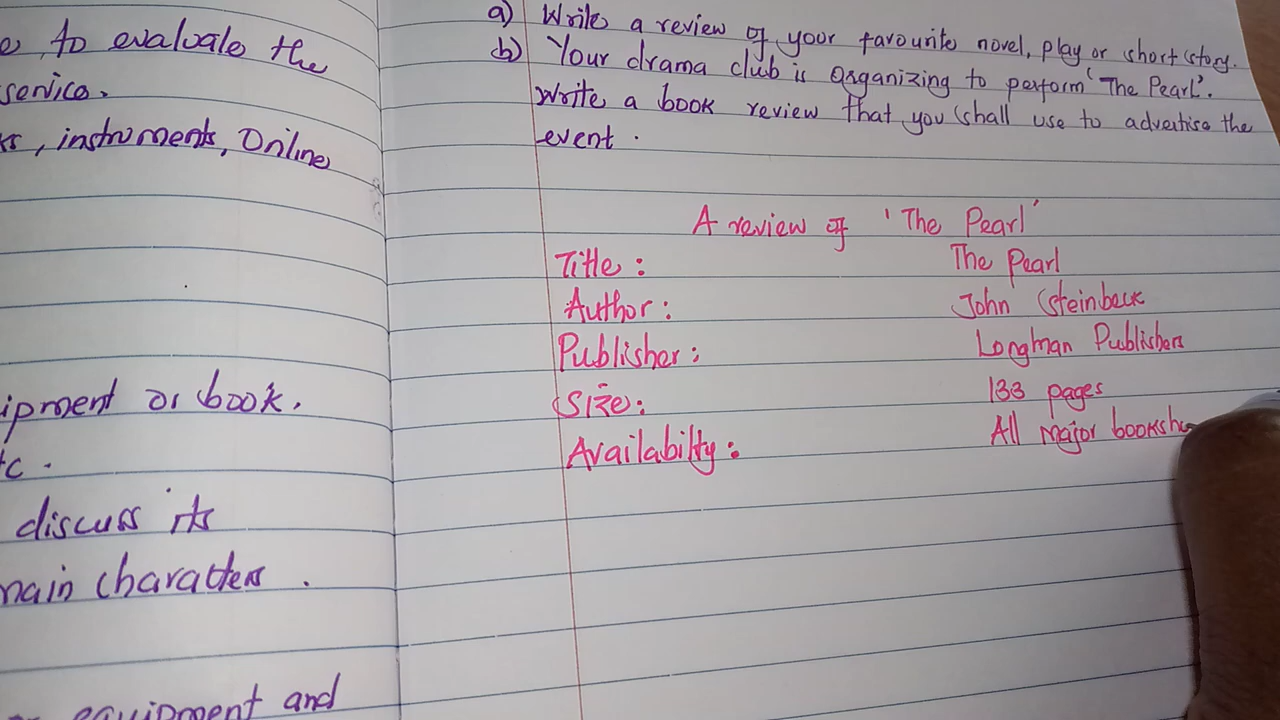 e, to evaluate the
service.
, instruments, Online
ipment or book.
tc.
discuss its
main characters.
equipment and
a) Write a review of your favourite novel, play or short story.
b) Your drama club is organizing to perform 'The Pearl'.
Write a book review that you shall use to advertise the
event.
A review of 'The Pearl'
Title: The Pearl
Author: John Steinbeck
Publisher: Longman Publishers
Size: 133 pages
Availabilty: All major booksh